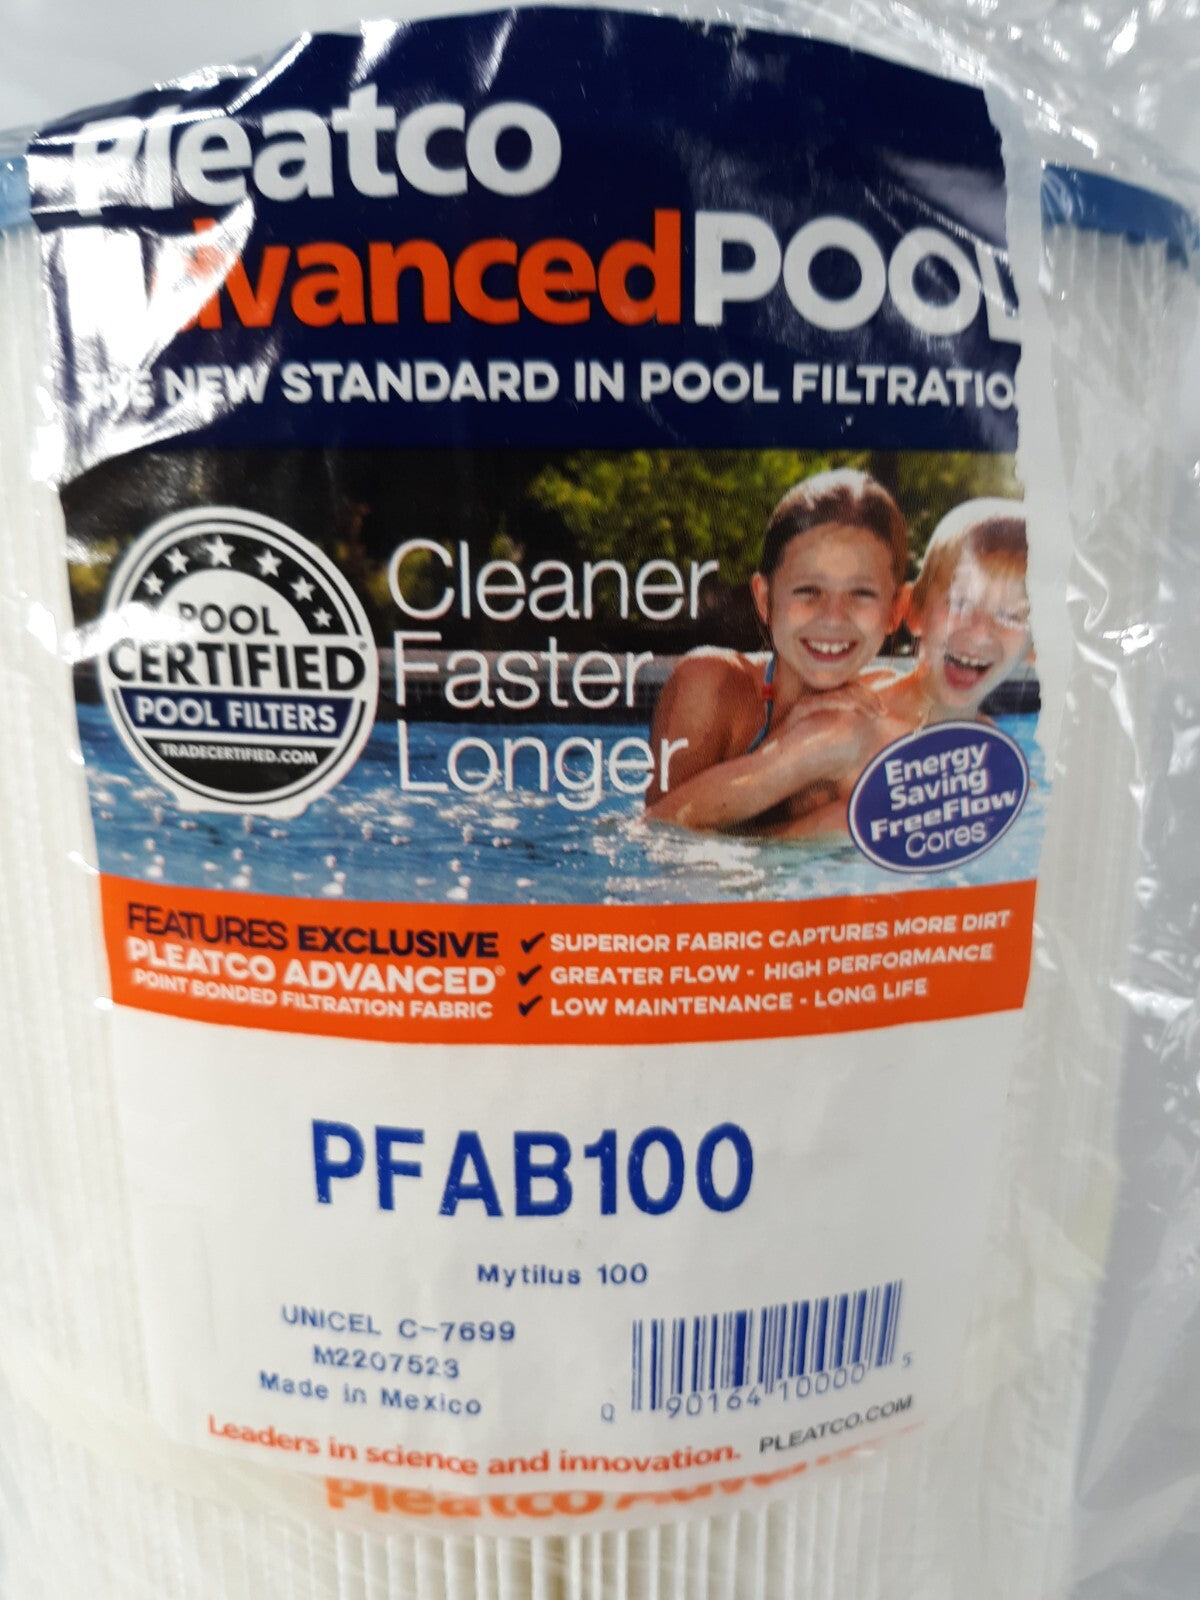 Pleatco
AdvancedPOOL
THE NEW STANDARD IN POOL FILTRATIO
POOL
CERTIFIED®
POOL FILTERS
TRADECERTIFIED.COM
Cleaner
Faster
Longer
Energy
Saving
FreeFlow
Cores™
FEATURES EXCLUSIVE
PLEATCO ADVANCED®
POINT BONDED FILTRATION FABRIC
✔ SUPERIOR FABRIC CAPTURES MORE DIRT
✔ GREATER FLOW - HIGH PERFORMANCE
✔ LOW MAINTENANCE - LONG LIFE
PFAB100
Mytilus 100
UNICEL C-7699
M2207523
Made in Mexico
0 90164 10000 5
Leaders in science and innovation. PLEATCO.COM
Pleatco